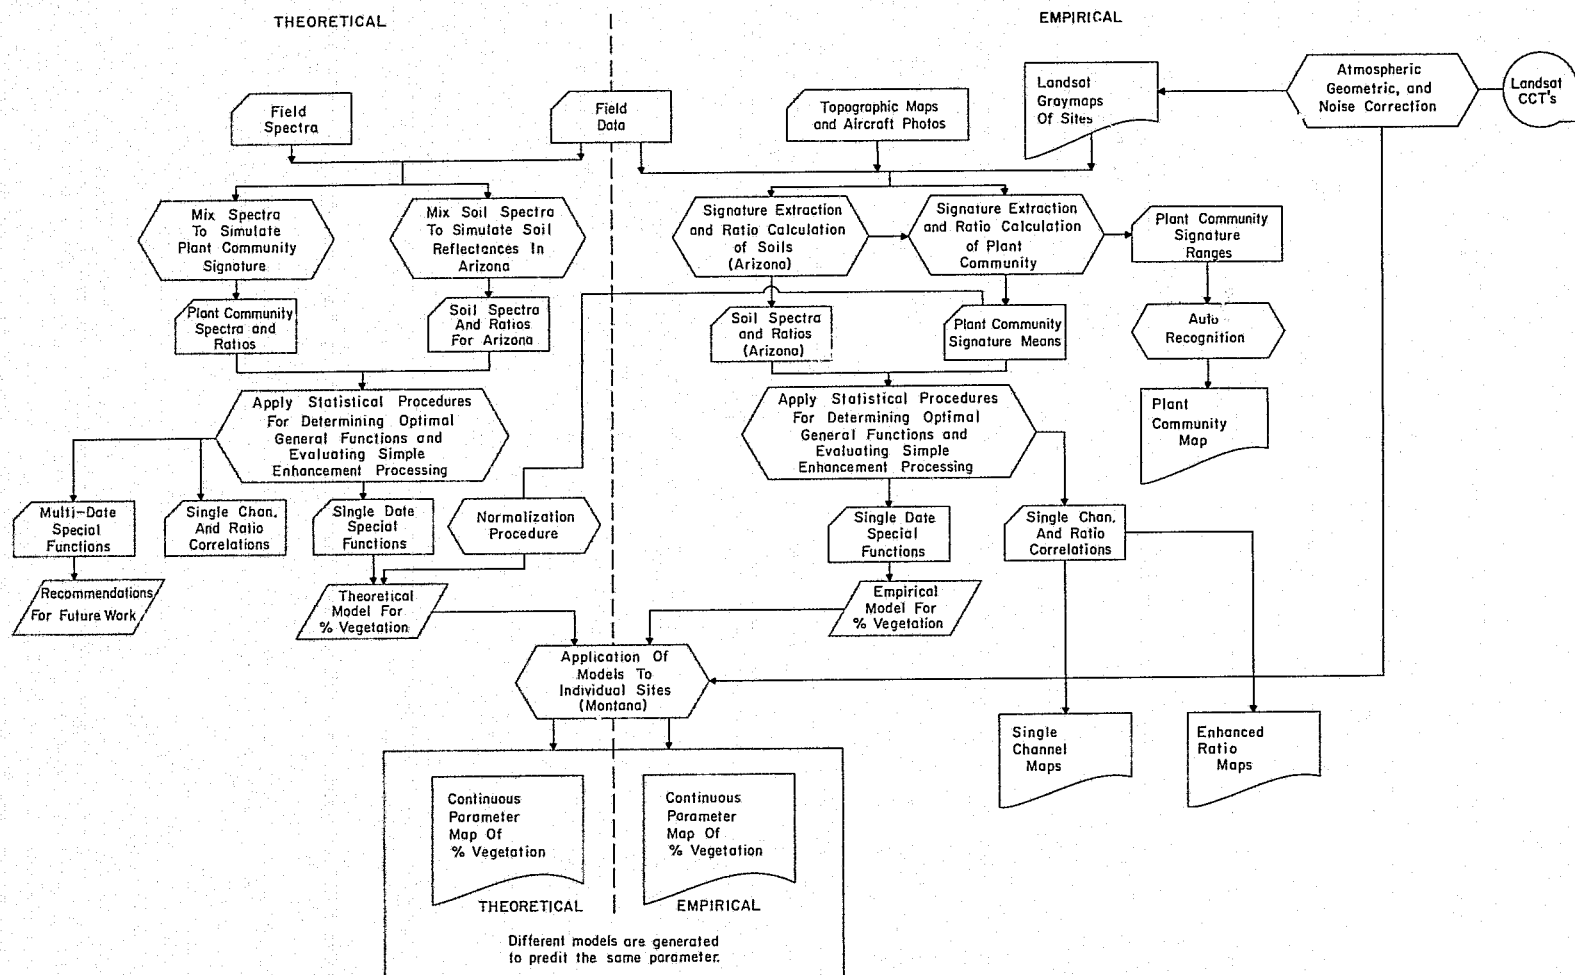 THEORETICAL
EMPIRICAL
Field
Spectra
Field
Data
Topographic Maps
and Aircraft Photos
Landsat
Graymaps
Of Sites
Atmospheric
Geometric, and
Noise Correction
Landsat
CCT's
Mix Spectra
To Simulate
Plant Community
Signature
Mix Soil Spectra
To Simulate Soil
Reflectances In
Arizona
Signature Extraction
and Ratio Calculation
of Soils
(Arizona)
Signature Extraction
and Ratio Calculation
of Plant
Community
Plant Community
Signature
Ranges
Plant Community
Spectra and
Ratios
Soil Spectra
And Ratios
For Arizona
Soil Spectra
and Ratios
(Arizona)
Plant Community
Signature Means
Auto
Recognition
Apply Statistical Procedures
For Determining Optimal
General Functions and
Evaluating Simple
Enhancement Processing
Apply Statistical Procedures
For Determining Optimal
General Functions and
Evaluating Simple
Enhancement Processing
Plant
Community
Map
Multi-Date
Special
Functions
Single Chan.
And Ratio
Correlations
Single Date
Special
Functions
Normalization
Procedure
Single Date
Special
Functions
Single Chan.
And Ratio
Correlations
Recommendations
For Future Work
Theoretical
Model For
% Vegetation
Empirical
Model For
% Vegetation
Application Of
Models To
Individual Sites
(Montana)
Single
Channel
Maps
Enhanced
Ratio
Maps
Continuous
Parameter
Map Of
% Vegetation
Continuous
Parameter
Map Of
% Vegetation
THEORETICAL
EMPIRICAL
Different models are generated
to predit the same parameter.